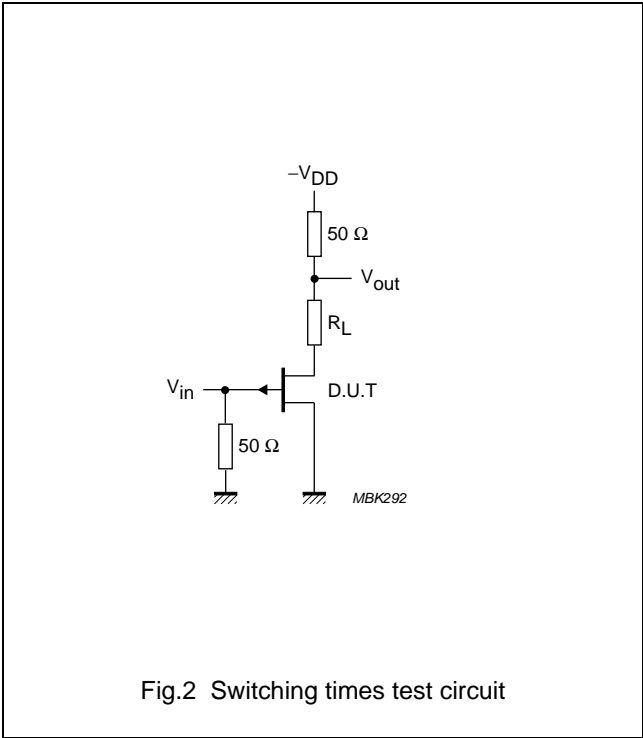 −VDD
50 Ω
Vout
RL
Vin
D.U.T
50 Ω
MBK292
Fig.2 Switching times test circuit